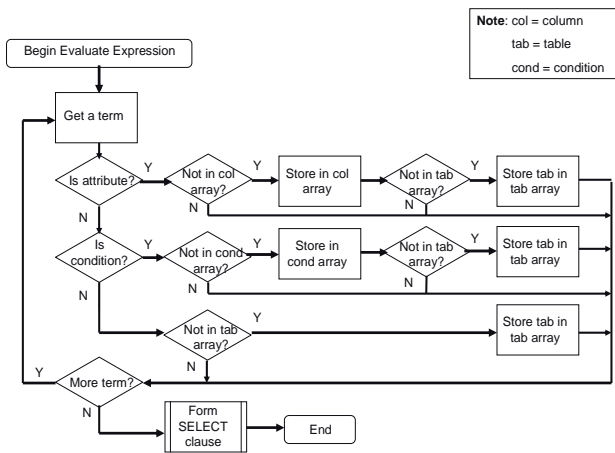 Begin Evaluate Expression
Note: col = column
tab = table
cond = condition
Get a term
Is attribute?
Y
Not in col
array?
Y
Store in col
array
Not in tab
array?
Y
Store tab in
tab array
N
N
N
Is
condition?
Y
Not in cond
array?
Y
Store in
cond array
Not in tab
array?
Y
Store tab in
tab array
N
N
N
Not in tab
array?
Y
Store tab in
tab array
N
Y
More term?
N
Form
SELECT
clause
End